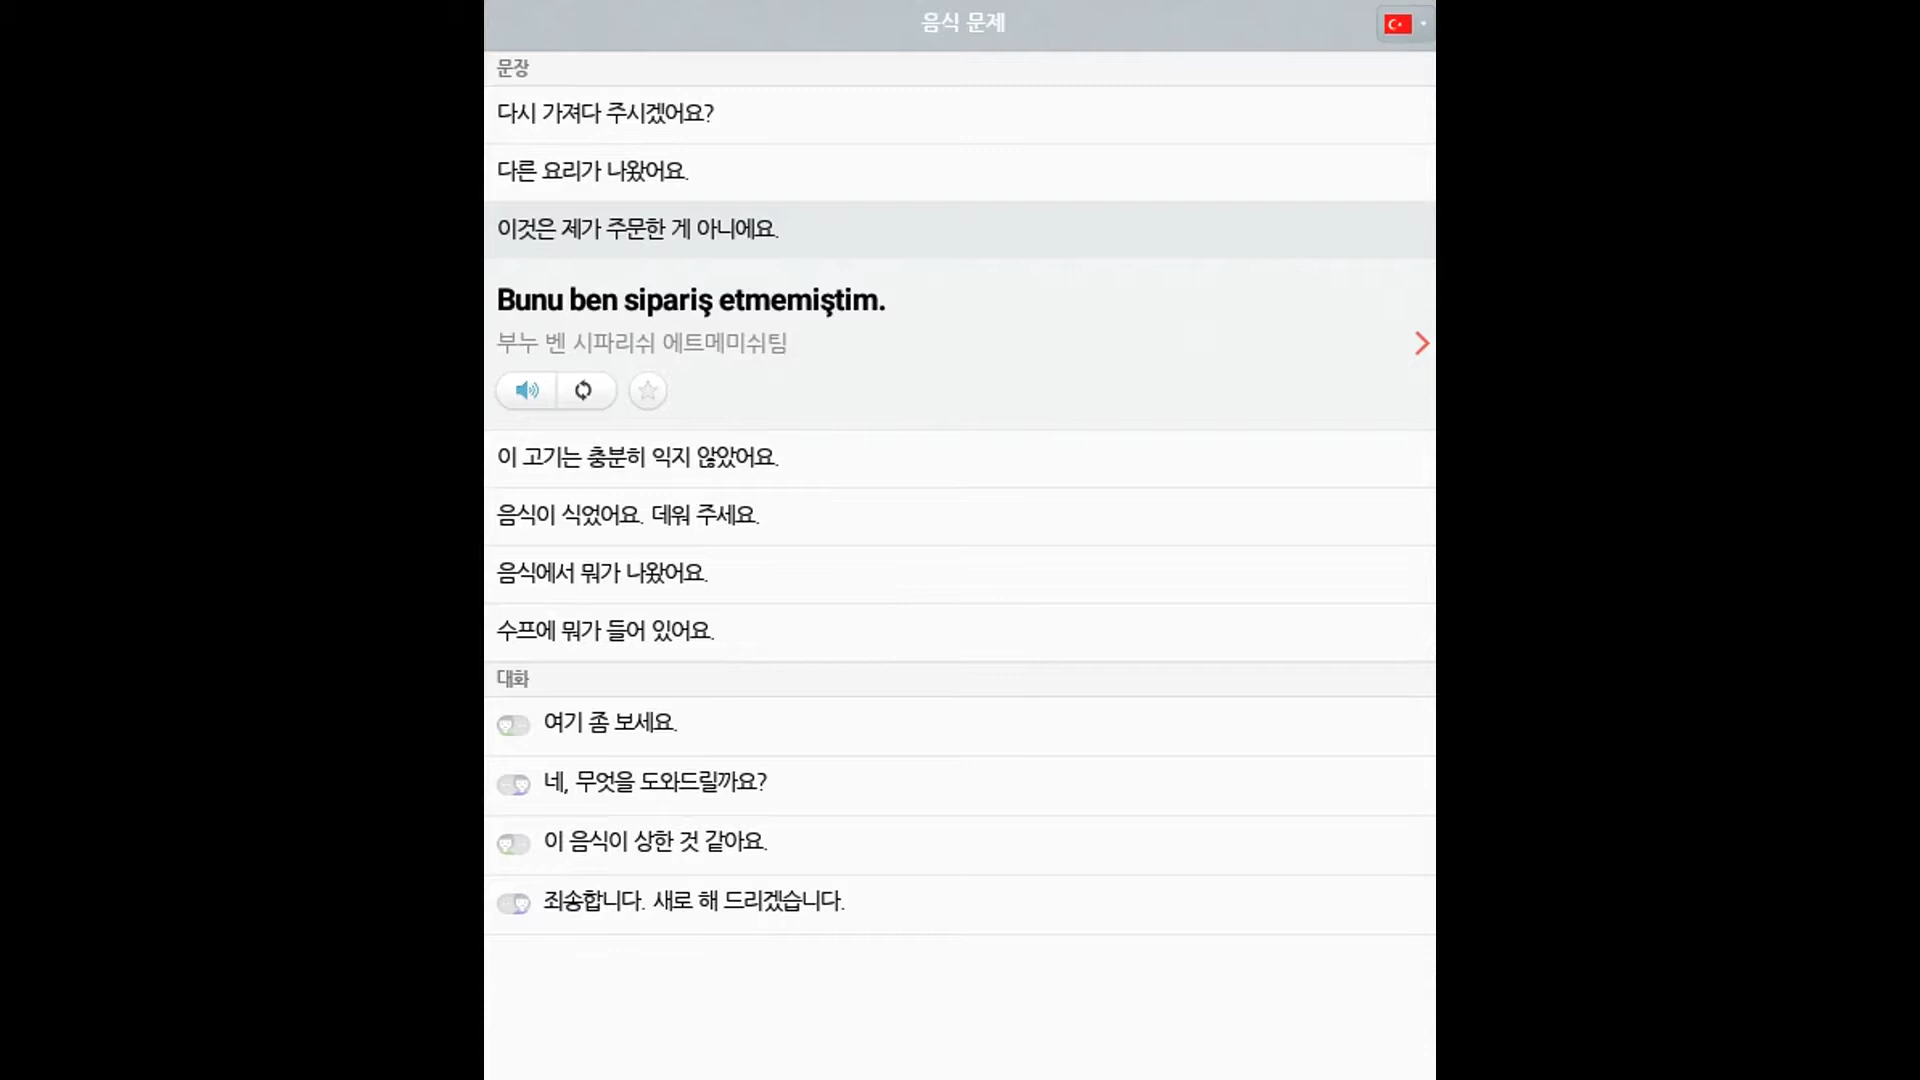 음식 문제
문장
다시 가져다 주시겠어요?
다른 요리가 나왔어요.
이것은 제가 주문한 게 아니에요.
Bunu ben sipariş etmemiştim.
부누 벤 시파리쉬 에트메미쉬팀
이 고기는 충분히 익지 않았어요.
음식이 식었어요. 데워 주세요.
음식에서 뭐가 나왔어요.
수프에 뭐가 들어 있어요.
대화
여기 좀 보세요.
네, 무엇을 도와드릴까요?
이 음식이 상한 것 같아요.
죄송합니다. 새로 해 드리겠습니다.